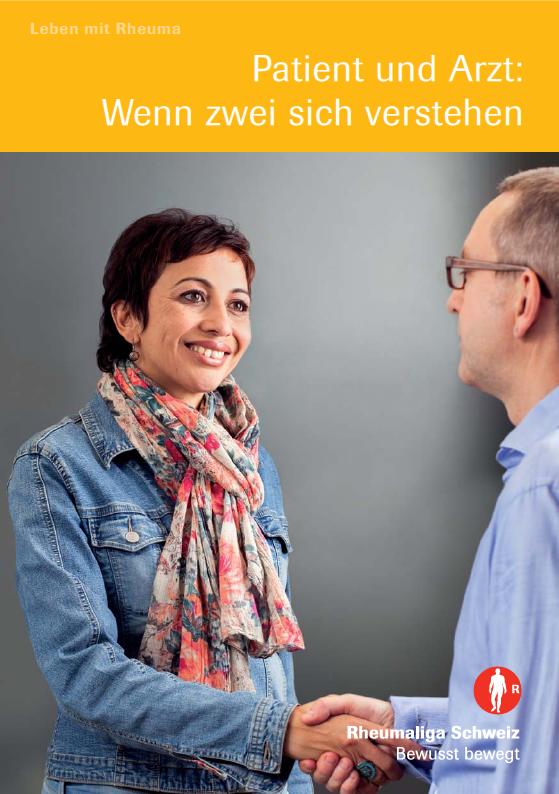 Leben mit Rheuma
Patient und Arzt:
Wenn zwei sich verstehen
R
Rheumaliga Schweiz
Bewusst bewegt